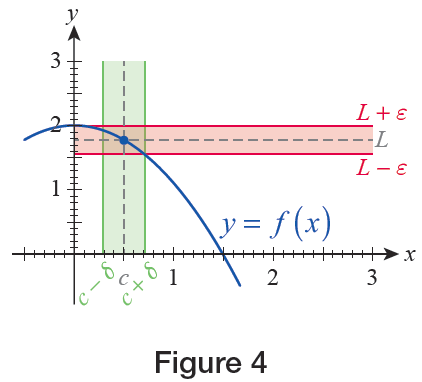 y
3
2
1
L + ε
L
L − ε
y = f (x)
x
c − δ
c
c + δ
1
2
3
Figure 4